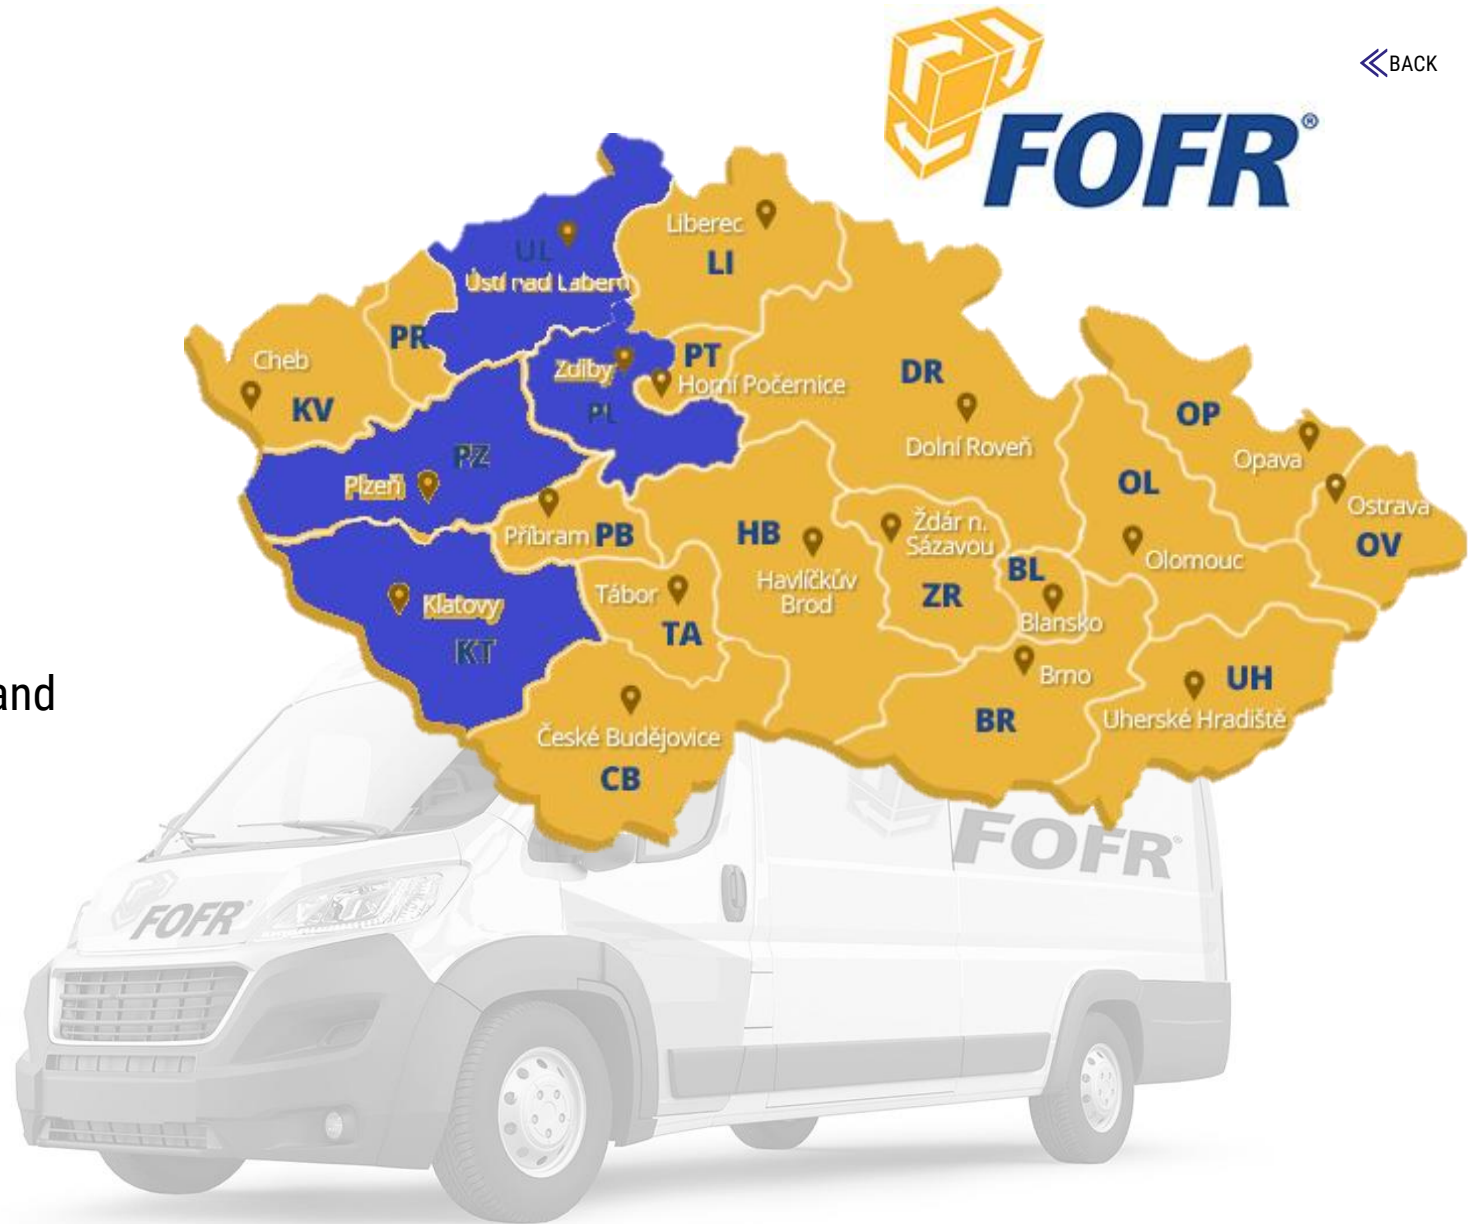 BACK
FOFR®
Liberec
LI
UL
Ústí nad Labem
PR
Cheb
KV
Zdiby
PL
PT
Horní Počernice
DR
Dolní Roveň
OP
Opava
Ostrava
OV
OL
Olomouc
PZ
Plzeň
Příbram PB
HB
Havlíčkův
Brod
Ždár n.
Sázavou
ZR
BL
Blansko
Klatovy
KT
Tábor
TA
Brno
BR
UH
Uherské Hradiště
and
České Budějovice
CB
FOFR®
FOFR